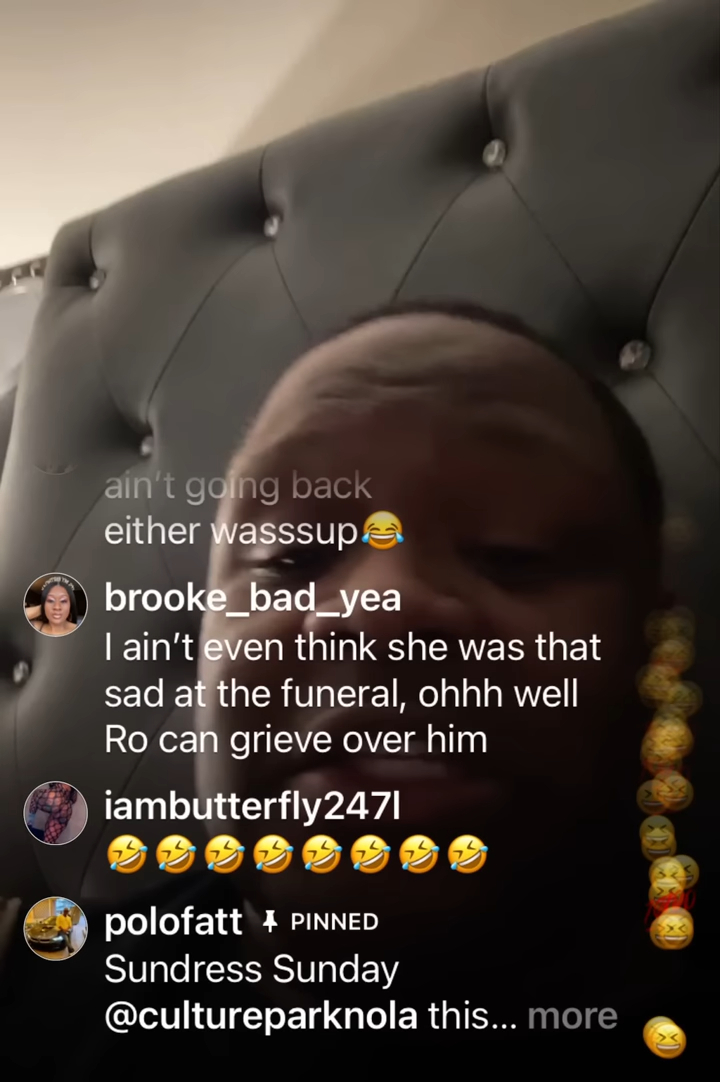 ain't going back
either wasssup😂
brooke_bad_yea
I ain't even think she was that
sad at the funeral, ohhh well
Ro can grieve over him
iambutterfly247l
🤣🤣🤣🤣🤣🤣🤣🤣
polofatt PINNED
Sundress Sunday
@cultureparknola this... more